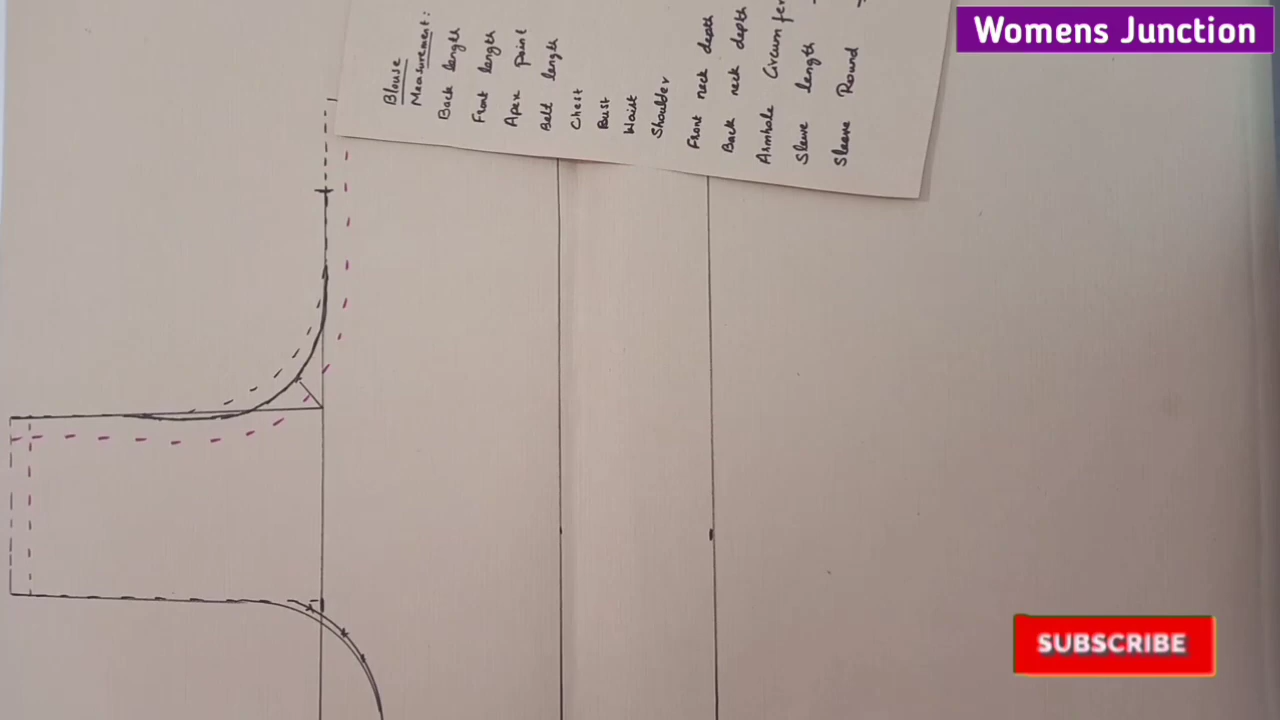 Womens Junction
Blouse
Measurement:
Back length
Front length
Apex point
Belt length
Chest
Bust
Waist
Shoulder
Front neck depth
Back neck depth
Armhole Circumfer
Sleeve length
Sleeve Round
SUBSCRIBE